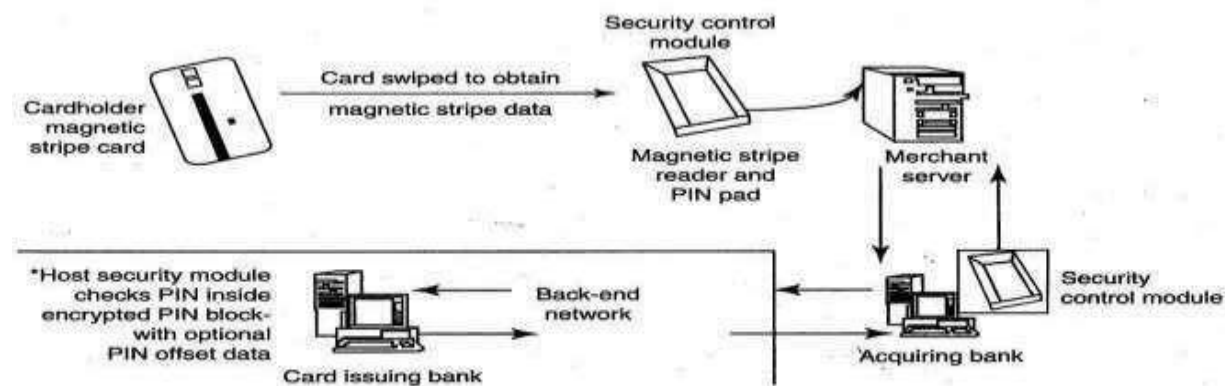 Security control
module
Card swiped to obtain
magnetic stripe data
Cardholder
magnetic
stripe card
Magnetic stripe
reader and
PIN pad
Merchant
server
*Host security module
checks PIN inside
encrypted PIN block-
with optional
PIN offset data
Back-end
network
Security
control module
Card issuing bank
Acquiring bank